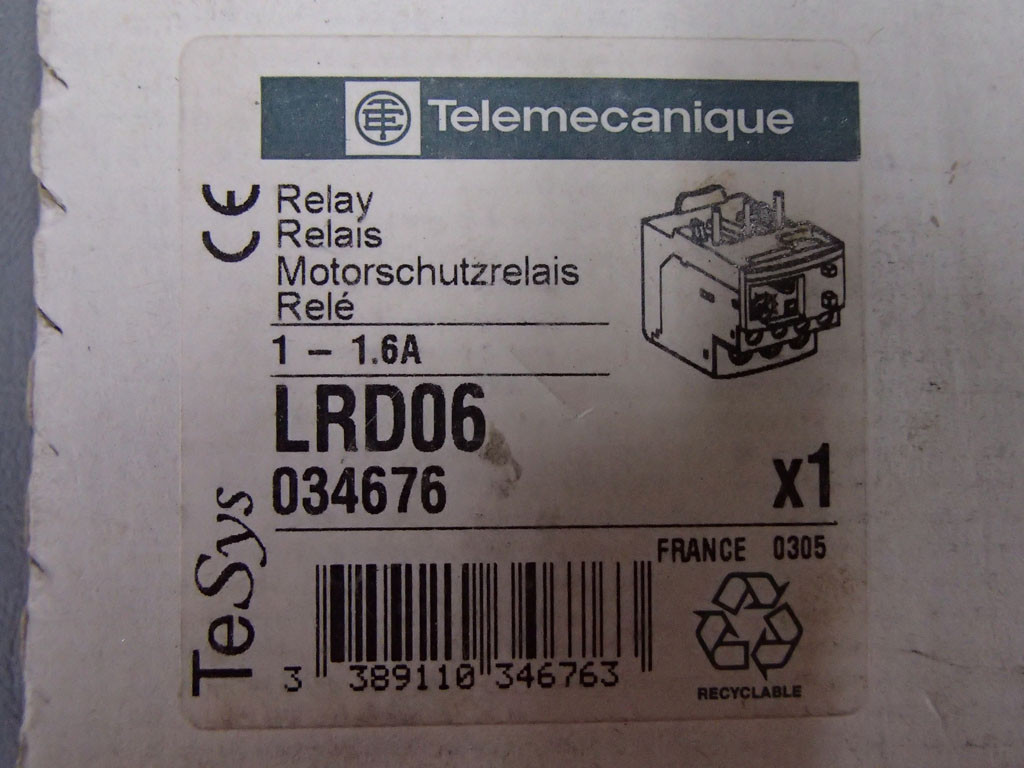 Telemecanique
CE
Relay
Relais
Motorschutzrelais
Relé
1 - 1.6A
LRD06
034676
x1
FRANCE 0305
TeSys
3 389110 346763
RECYCLABLE